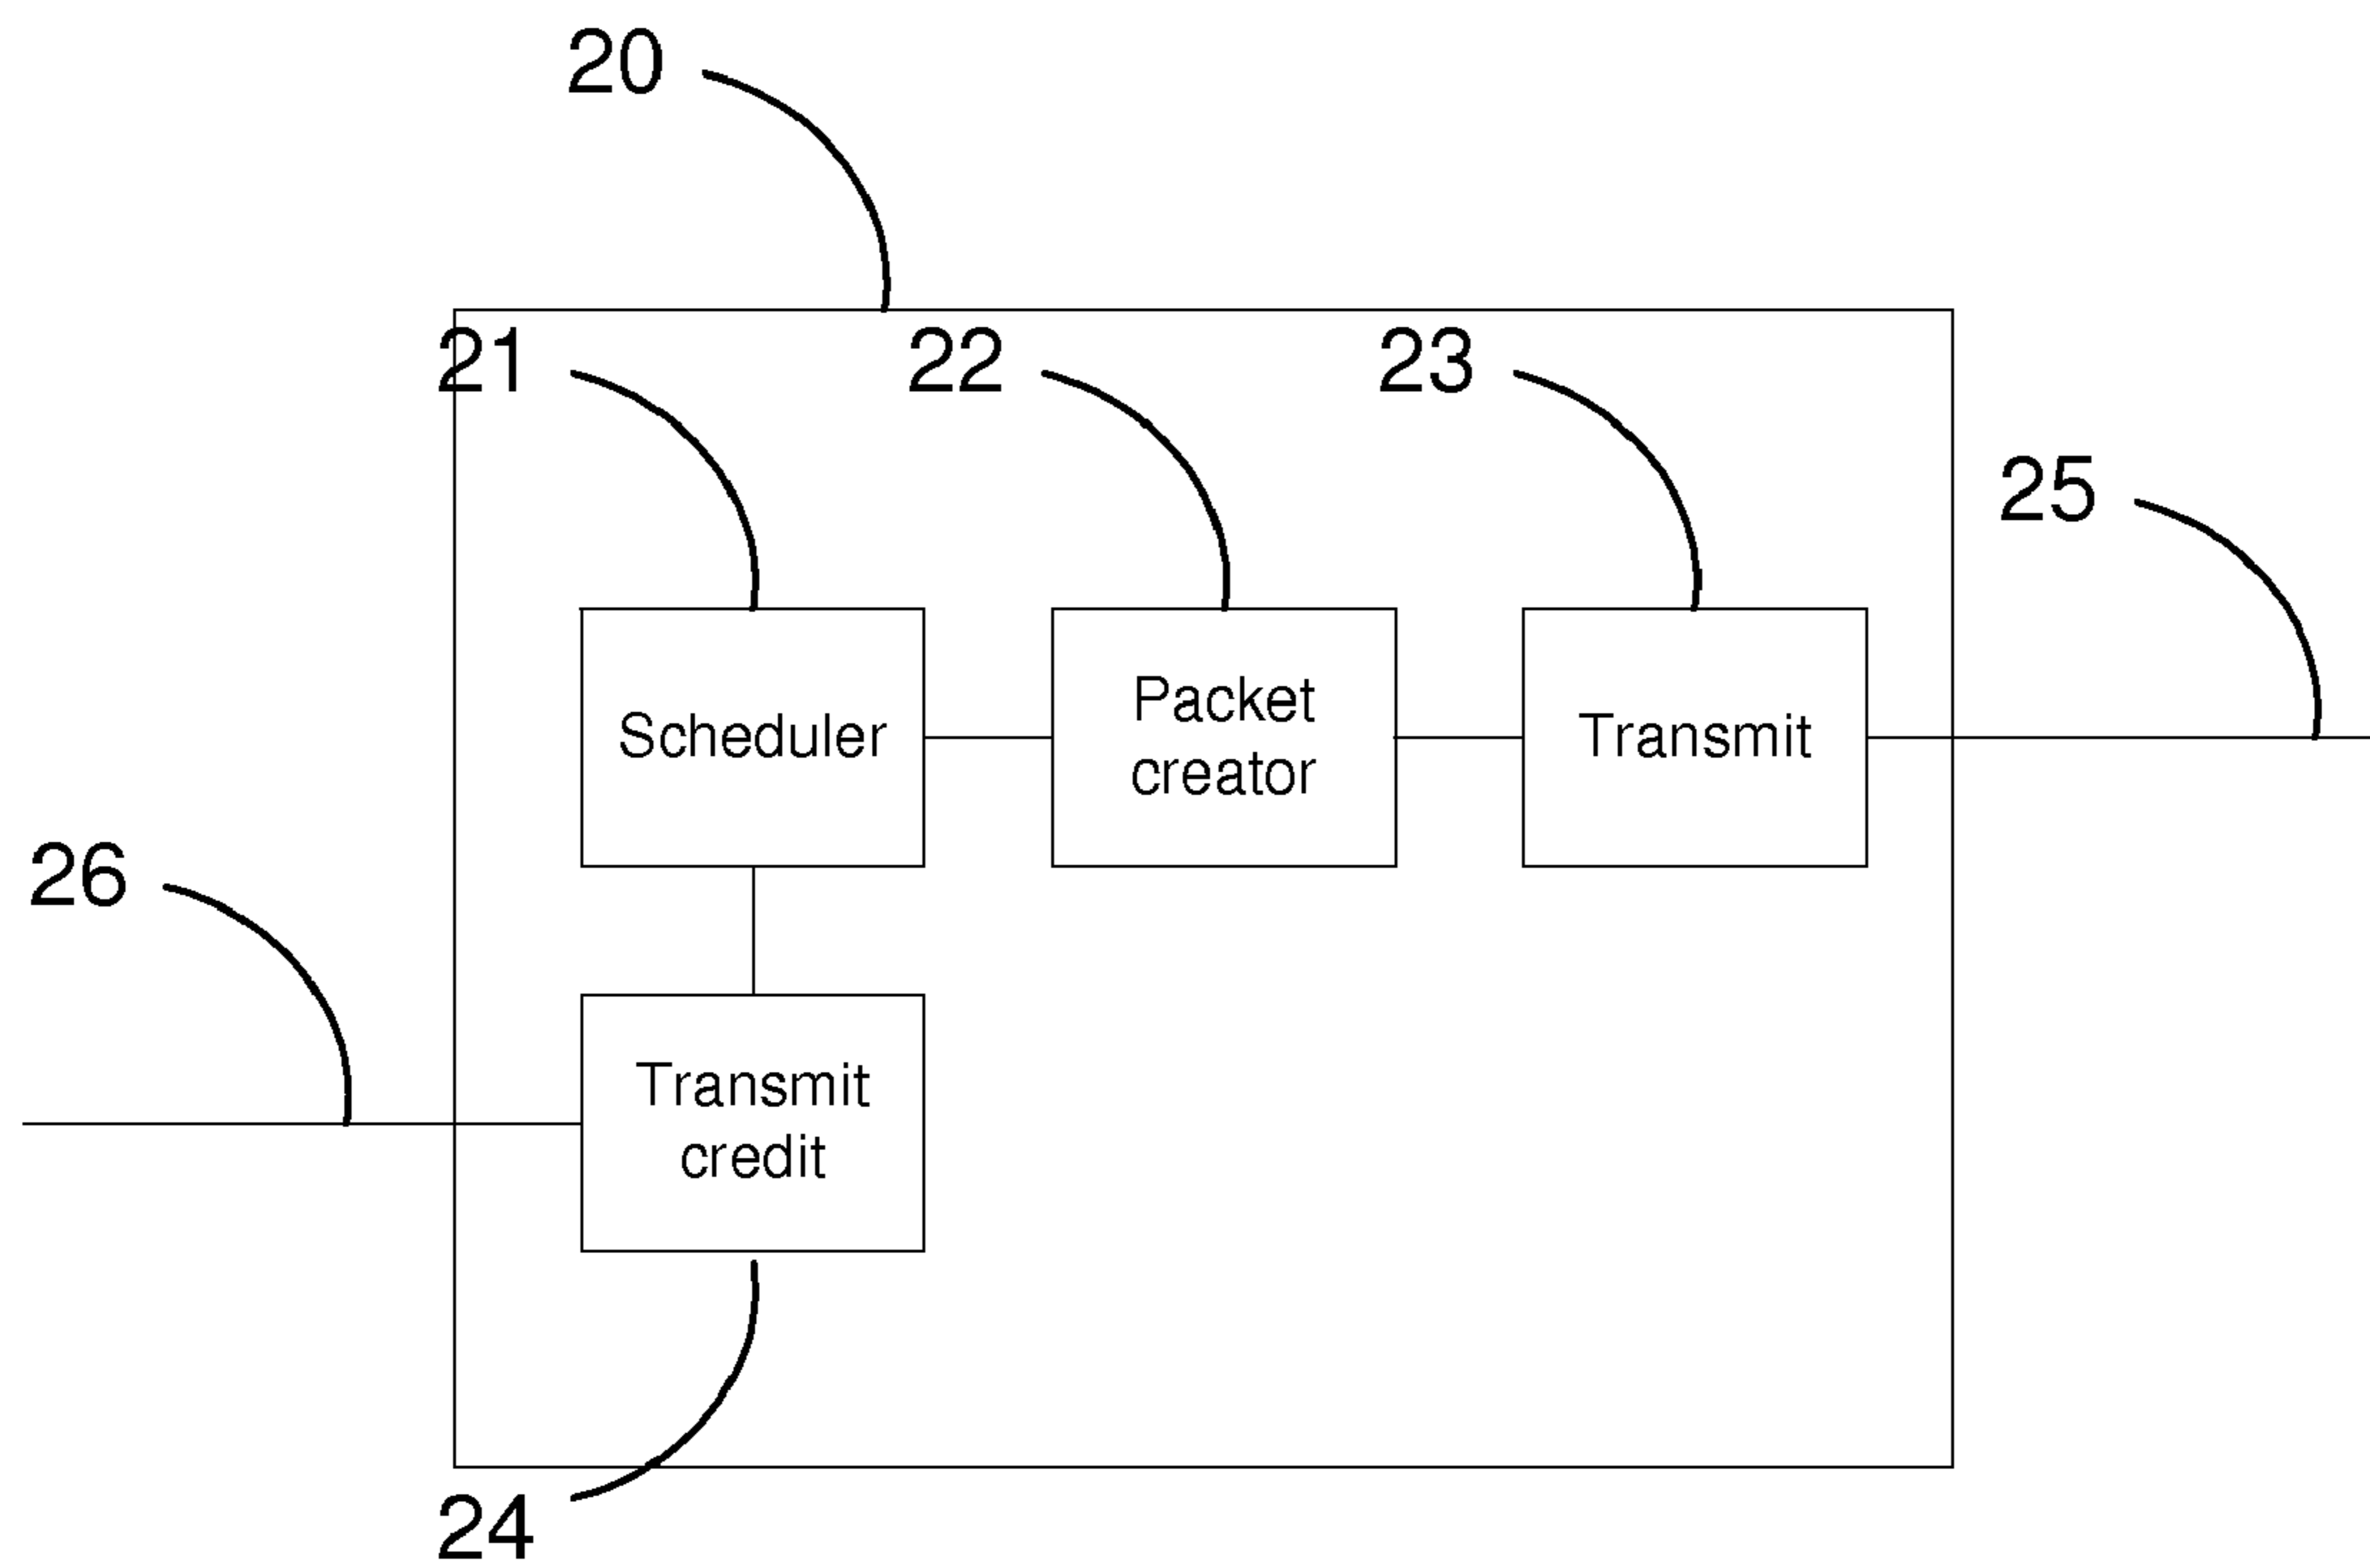 20
21
22
23
25
Scheduler
Packet
creator
Transmit
26
Transmit
credit
24